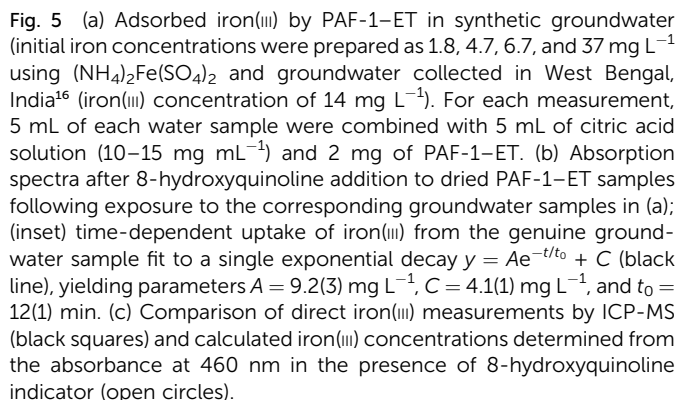 Fig. 5 (a) Adsorbed iron(III) by PAF-1–ET in synthetic groundwater
(initial iron concentrations were prepared as 1.8, 4.7, 6.7, and 37 mg L⁻¹
using (NH₄)₂Fe(SO₄)₂ and groundwater collected in West Bengal,
India¹⁶ (iron(III) concentration of 14 mg L⁻¹). For each measurement,
5 mL of each water sample were combined with 5 mL of citric acid
solution (10–15 mg mL⁻¹) and 2 mg of PAF-1–ET. (b) Absorption
spectra after 8-hydroxyquinoline addition to dried PAF-1–ET samples
following exposure to the corresponding groundwater samples in (a);
(inset) time-dependent uptake of iron(III) from the genuine ground-
water sample fit to a single exponential decay y = Ae^(−t/t₀) + C (black
line), yielding parameters A = 9.2(3) mg L⁻¹, C = 4.1(1) mg L⁻¹, and t₀ =
12(1) min. (c) Comparison of direct iron(III) measurements by ICP-MS
(black squares) and calculated iron(III) concentrations determined from
the absorbance at 460 nm in the presence of 8-hydroxyquinoline
indicator (open circles).